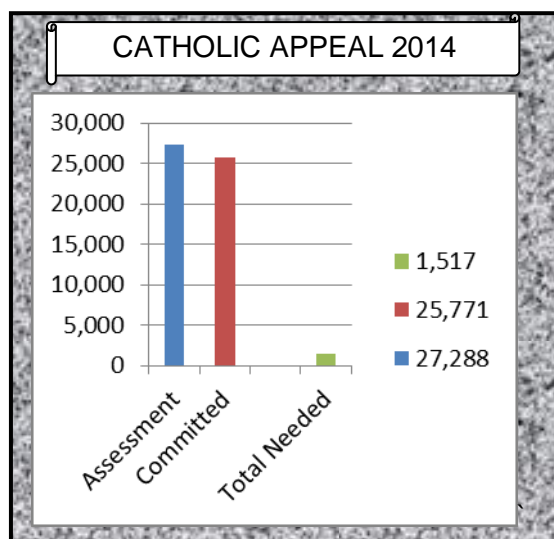 CATHOLIC APPEAL 2014
30,000
25,000
20,000
15,000
10,000
5,000
0
Assessment
Committed
Total Needed
1,517
25,771
27,288